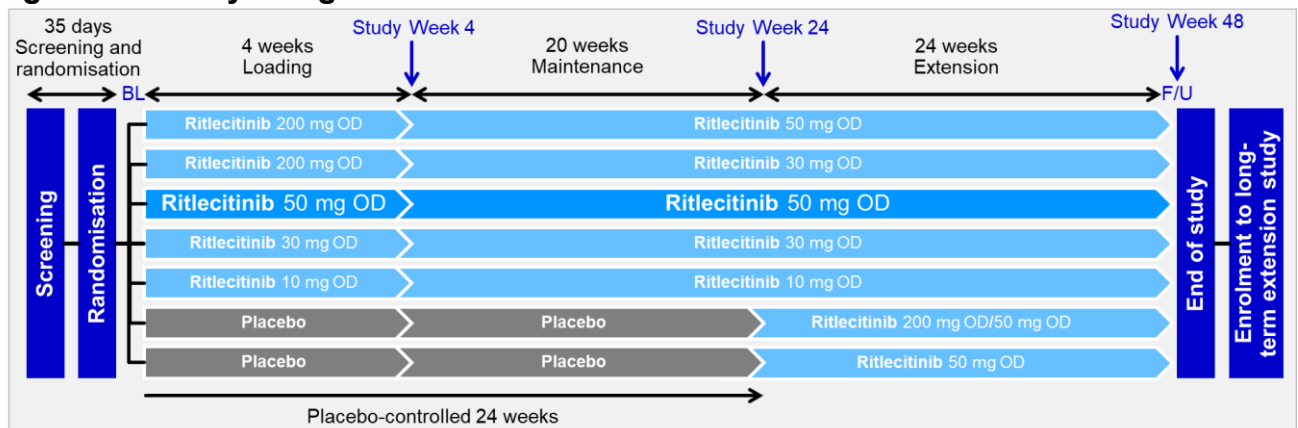 35 days
Screening and
randomisation
4 weeks
Loading
Study Week 4
20 weeks
Maintenance
Study Week 24
24 weeks
Extension
Study Week 48
BL
F/U
Screening
Randomisation
Ritlecitinib 200 mg OD
Ritlecitinib 50 mg OD
Ritlecitinib 200 mg OD
Ritlecitinib 30 mg OD
Ritlecitinib 50 mg OD
Ritlecitinib 50 mg OD
Ritlecitinib 30 mg OD
Ritlecitinib 30 mg OD
Ritlecitinib 10 mg OD
Ritlecitinib 10 mg OD
Placebo
Placebo
Ritlecitinib 200 mg OD/50 mg OD
Placebo
Placebo
Ritlecitinib 50 mg OD
End of study
Enrolment to long-
term extension study
Placebo-controlled 24 weeks